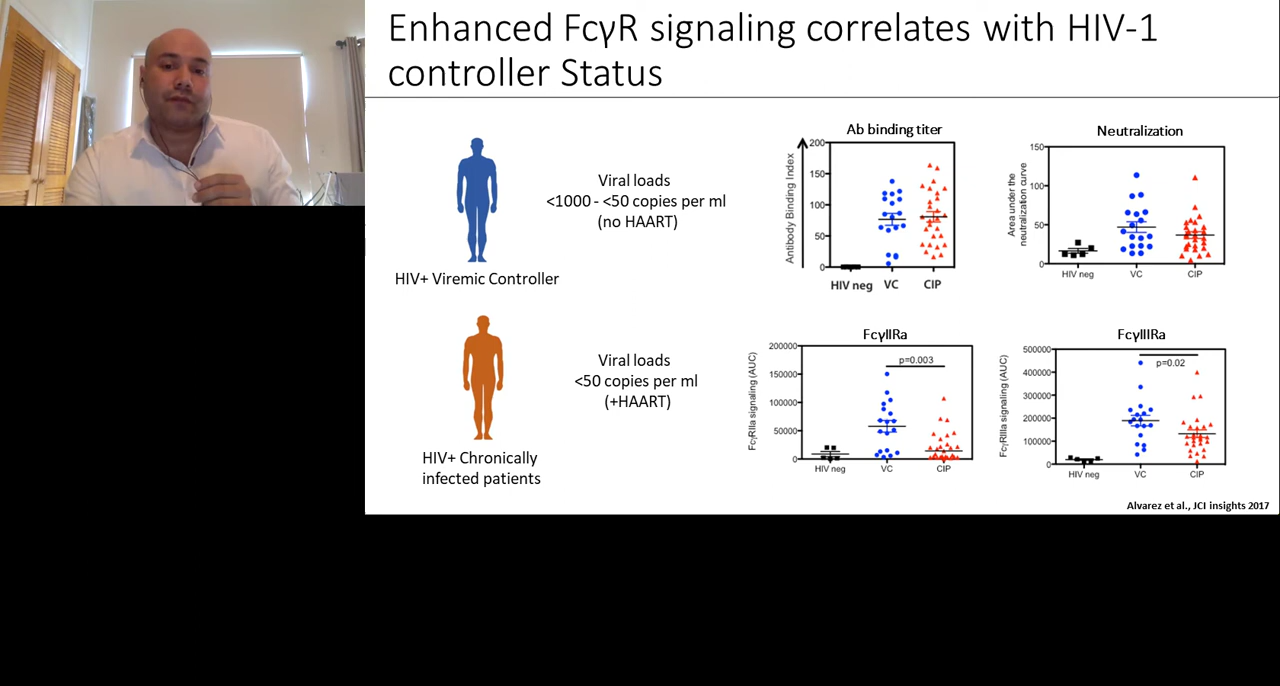 Enhanced FcγR signaling correlates with HIV-1
controller Status
Viral loads
<1000 - <50 copies per ml
(no HAART)
HIV+ Viremic Controller
Viral loads
<50 copies per ml
(+HAART)
HIV+ Chronically
infected patients
Ab binding titer
Antibody Binding Index
200
150
100
50
0
HIV neg VC CIP
Neutralization
Area under the
neutralization curve
150
100
50
0
HIV neg VC CIP
FcγIIRa
FcγRIIa signaling (AUC)
200000
150000
100000
50000
0
p=0.003
HIV neg VC CIP
FcγIIIRa
FcγRIIIa signaling (AUC)
500000
400000
300000
200000
100000
0
p=0.02
HIV neg VC CIP
Alvarez et al., JCI insights 2017